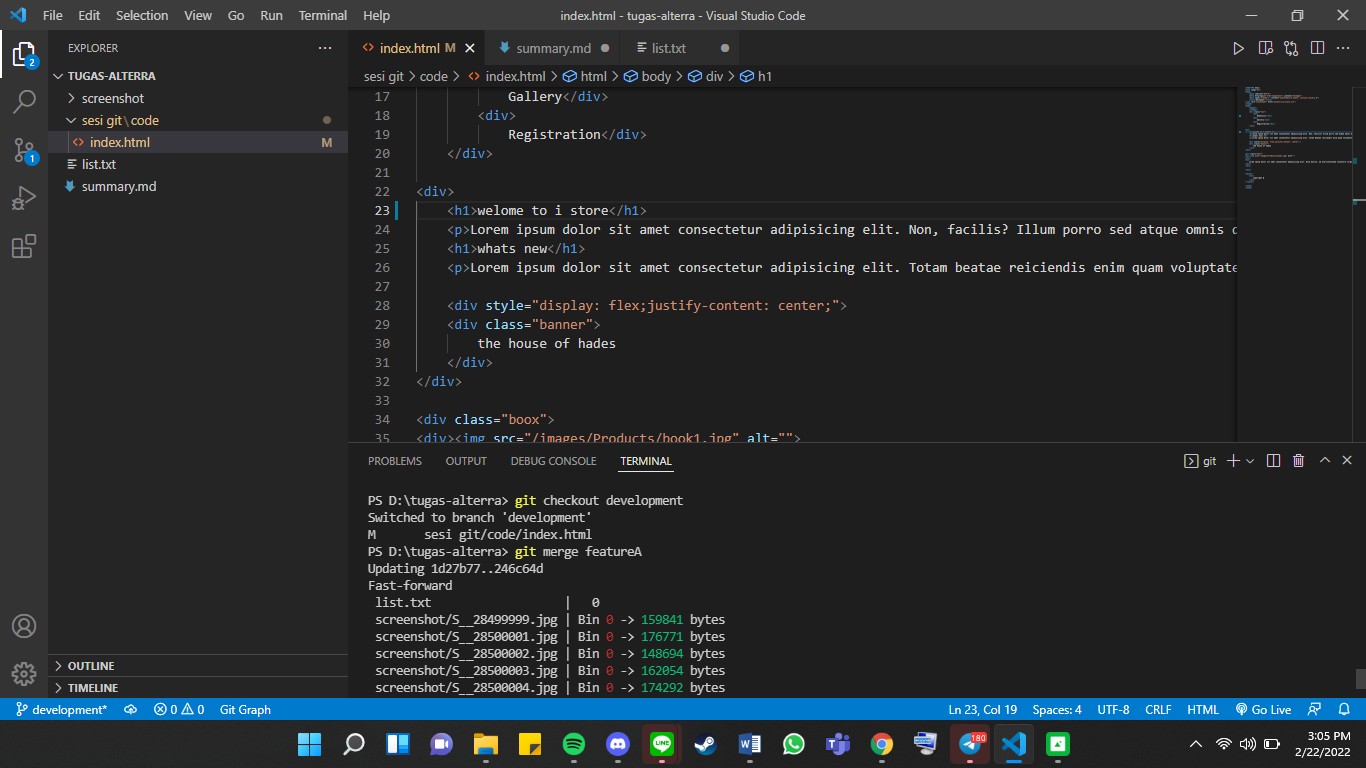 File Edit Selection View Go Run Terminal Help
index.html - tugas-alterra - Visual Studio Code
EXPLORER
TUGAS-ALTERRA
screenshot
sesi git\code
index.html M
list.txt
summary.md
OUTLINE
TIMELINE
2
1
index.html M
summary.md
list.txt
sesi git > code > index.html > html > body > div > h1
17 Gallery</div>
18 <div>
19 Registration</div>
20 </div>
21
22 <div>
23 <h1>welome to i store</h1>
24 <p>Lorem ipsum dolor sit amet consectetur adipisicing elit. Non, facilis? Illum porro sed atque omnis
25 <h1>whats new</h1>
26 <p>Lorem ipsum dolor sit amet consectetur adipisicing elit. Totam beatae reiciendis enim quam voluptate
27
28 <div style="display: flex;justify-content: center;">
29 <div class="banner">
30 the house of hades
31 </div>
32 </div>
33
34 <div class="boox">
35 <div><img src="/images/Products/book1.jpg" alt="">
PROBLEMS OUTPUT DEBUG CONSOLE TERMINAL
git
PS D:\tugas-alterra> git checkout development
Switched to branch 'development'
M sesi git/code/index.html
PS D:\tugas-alterra> git merge featureA
Updating 1d27b77..246c64d
Fast-forward
list.txt | 0
screenshot/S__28499999.jpg | Bin 0 -> 159841 bytes
screenshot/S__28500001.jpg | Bin 0 -> 176771 bytes
screenshot/S__28500002.jpg | Bin 0 -> 148694 bytes
screenshot/S__28500003.jpg | Bin 0 -> 162054 bytes
screenshot/S__28500004.jpg | Bin 0 -> 174292 bytes
development* 0 0 Git Graph
Ln 23, Col 19 Spaces: 4 UTF-8 CRLF HTML Go Live
180
3:05 PM
2/22/2022